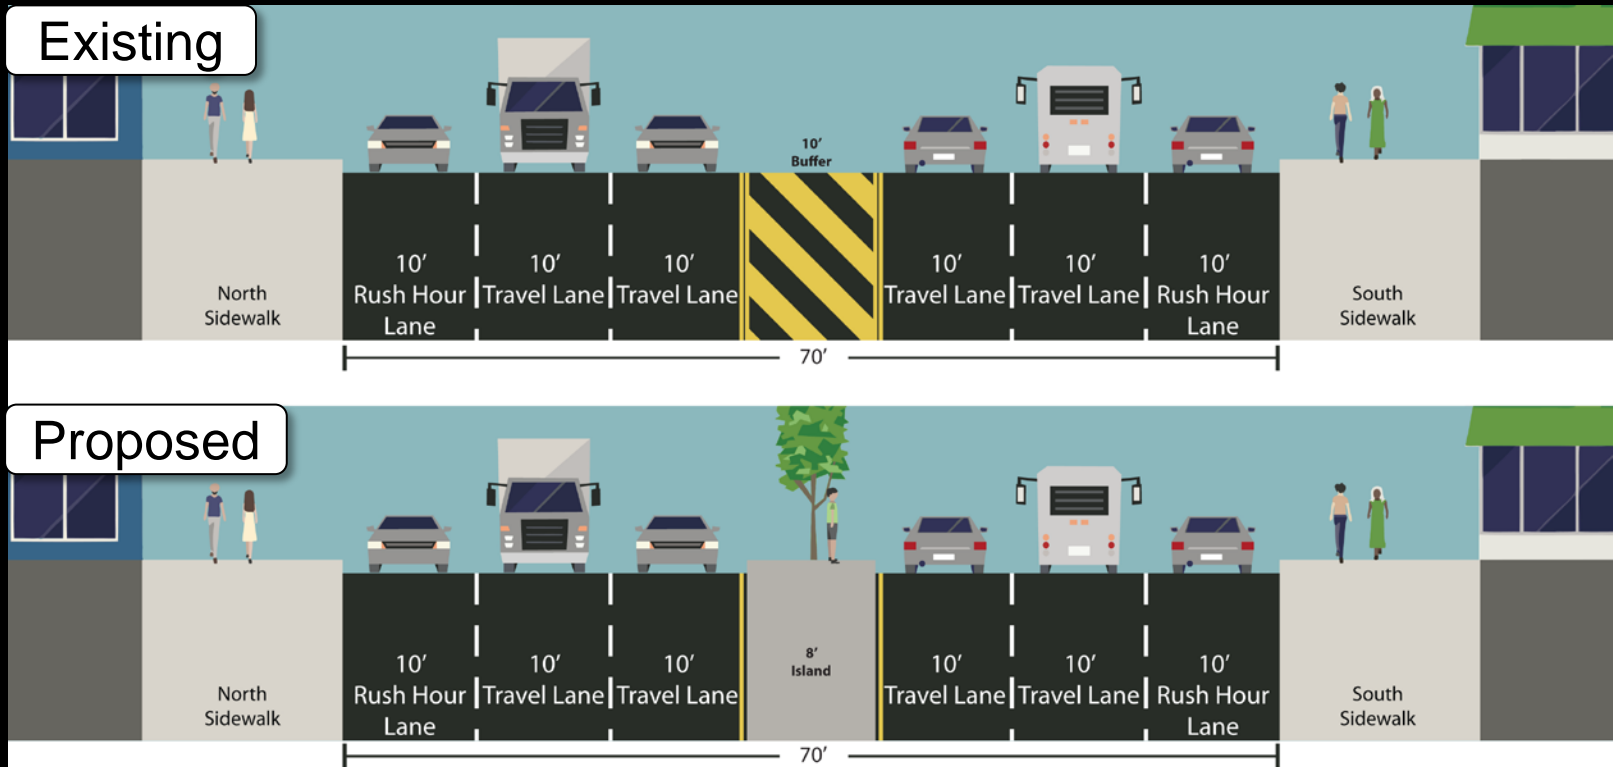 Existing
10’
Buffer
10’
Rush Hour
Lane
10’
Travel Lane
10’
Travel Lane
10’
Travel Lane
10’
Travel Lane
10’
Rush Hour
Lane
North
Sidewalk
South
Sidewalk
70’
Proposed
8’
Island
10’
Rush Hour
Lane
10’
Travel Lane
10’
Travel Lane
10’
Travel Lane
10’
Travel Lane
10’
Rush Hour
Lane
North
Sidewalk
South
Sidewalk
70’